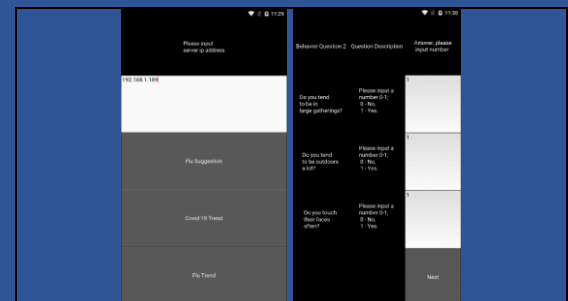 11:29
Please input
server ip address
192.168.1.189
Flu Suggestion
Covid-19 Trend
Flu Trend
11:30
Behavior Question 2 Question Description Answer, please
input number
Do you tend
to be in
large gatherings?
Please input a
number 0-1;
0 - No,
1 - Yes.
1
Do you tend
to be outdoors
a lot?
Please input a
number 0-1;
0 - No,
1 - Yes.
1
Do you touch
their faces
often?
Please input a
number 0-1;
0 - No,
1 - Yes.
1
Next